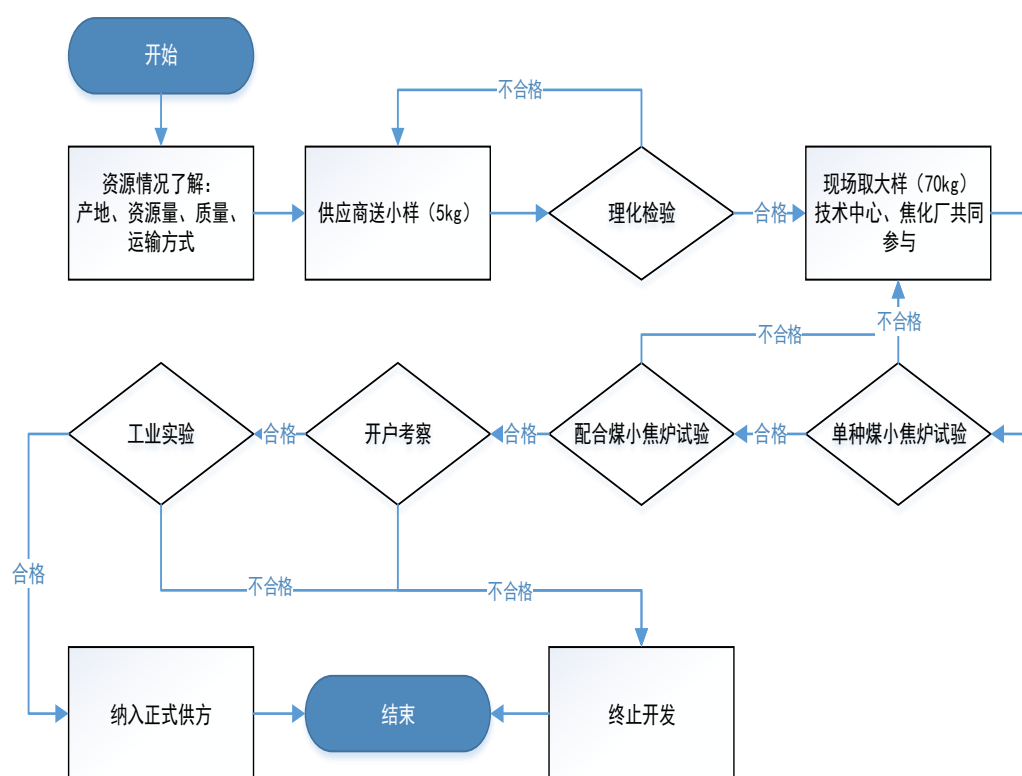 开始
不合格
资源情况了解：
产地、资源量、质量、
运输方式
供应商送小样（5kg）
理化检验
合格
现场取大样（70kg）
技术中心、焦化厂共同
参与
不合格
不合格
工业实验
合格
开户考察
合格
配合煤小焦炉试验
合格
单种煤小焦炉试验
合格
不合格
不合格
纳入正式供方
结束
终止开发